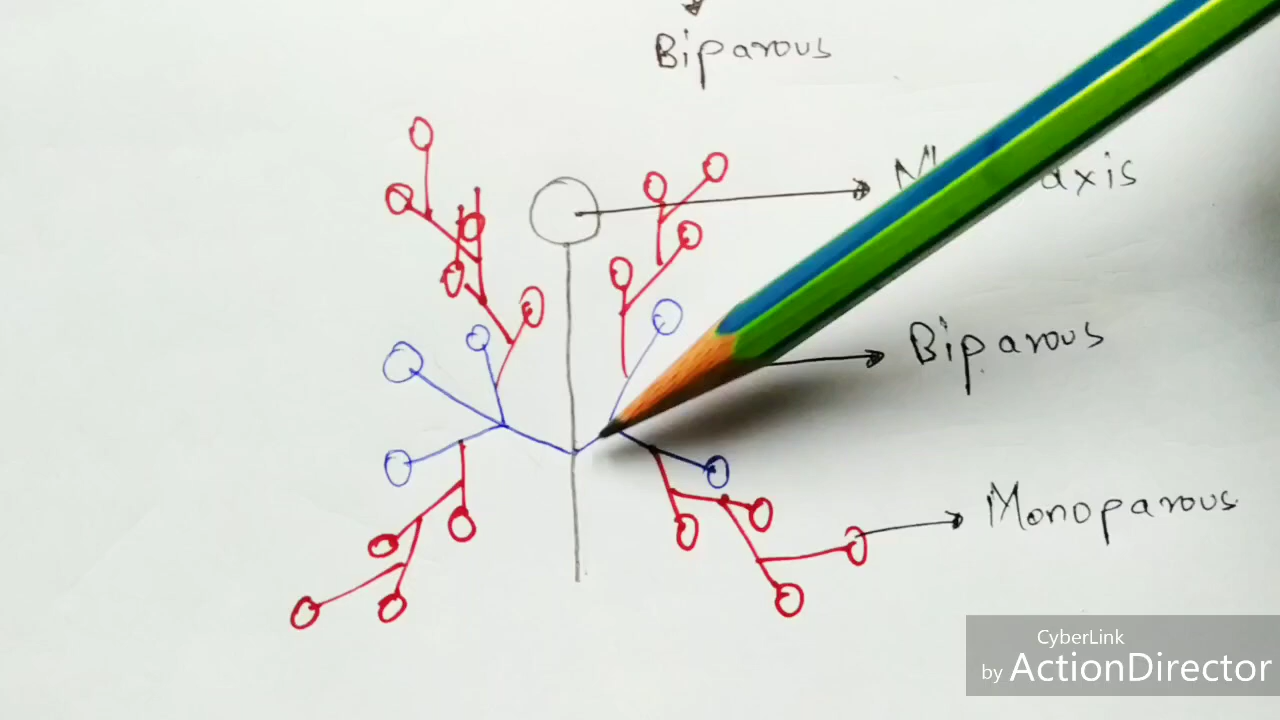 Biparous
axis
Biparous
Monoparous
CyberLink
by ActionDirector